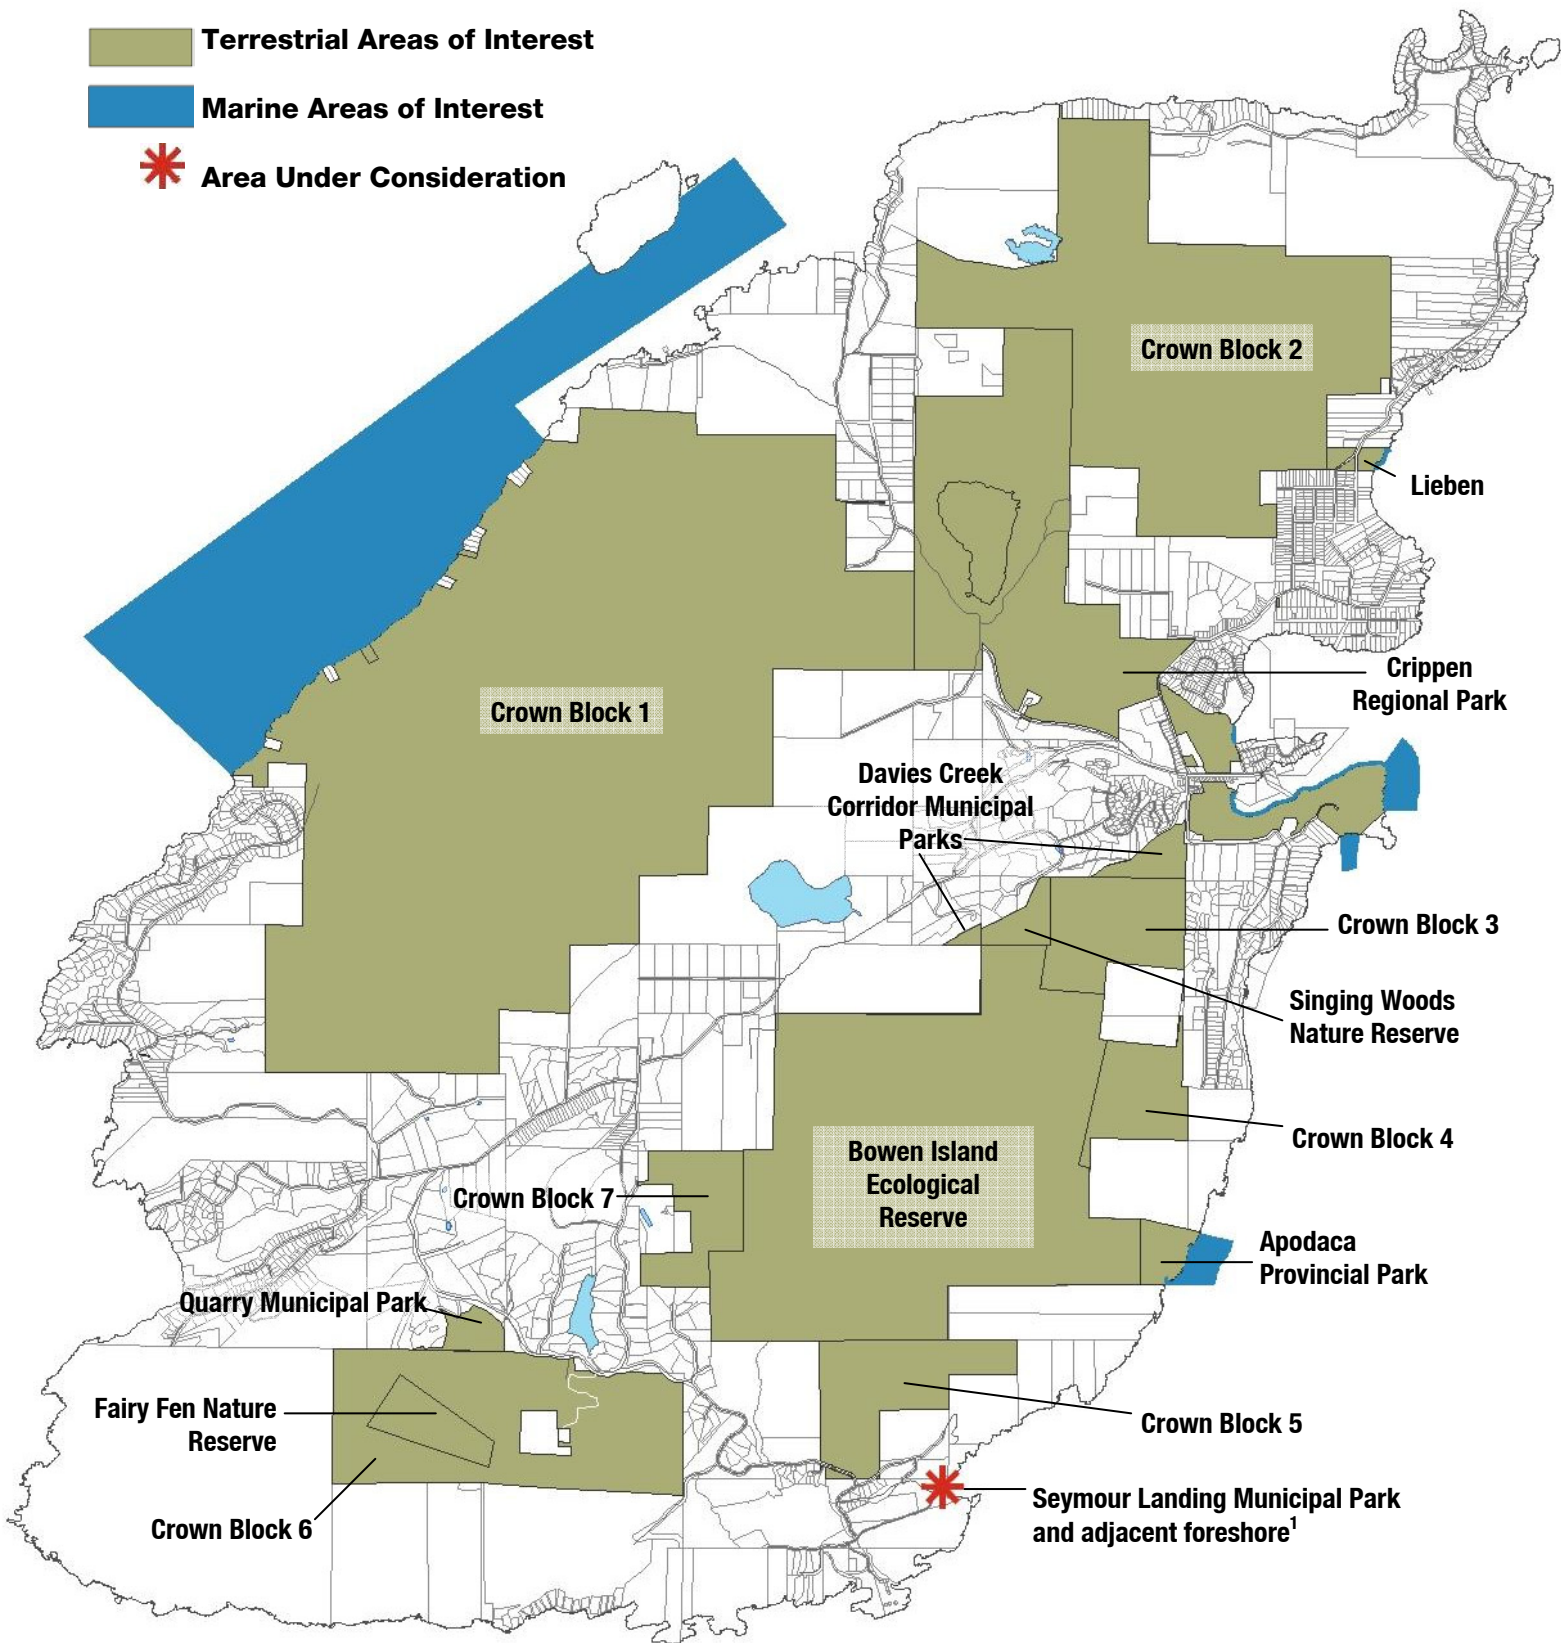 Terrestrial Areas of Interest
Marine Areas of Interest
Area Under Consideration
Crown Block 2
Lieben
Crippen
Regional Park
Crown Block 1
Davies Creek
Corridor Municipal
Parks
Crown Block 3
Singing Woods
Nature Reserve
Crown Block 4
Bowen Island
Ecological
Reserve
Crown Block 7
Apodaca
Provincial Park
Quarry Municipal Park
Fairy Fen Nature
Reserve
Crown Block 5
Seymour Landing Municipal Park
and adjacent foreshore¹
Crown Block 6